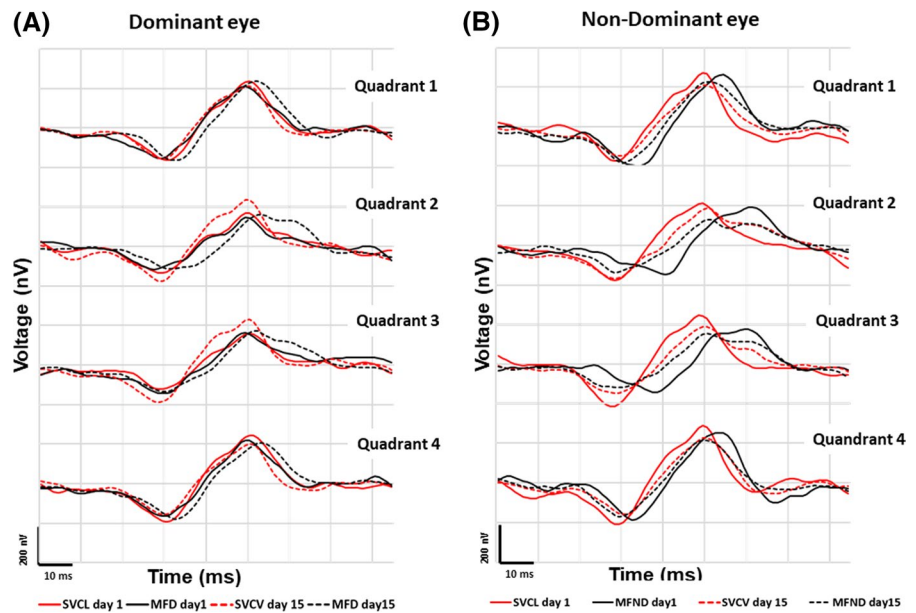 (A)
Dominant eye
Quadrant 1
Quadrant 2
Quadrant 3
Quadrant 4
Voltage (nV)
200 nV
10 ms
Time (ms)
SVCL day 1 MFD day1 SVCV day 15 MFD day15
(B)
Non-Dominant eye
Quadrant 1
Quadrant 2
Quadrant 3
Quandrant 4
Voltage (nV)
200 nV
10 ms
Time (ms)
SVCL day 1 MFND day1 SVCV day 15 MFND day15